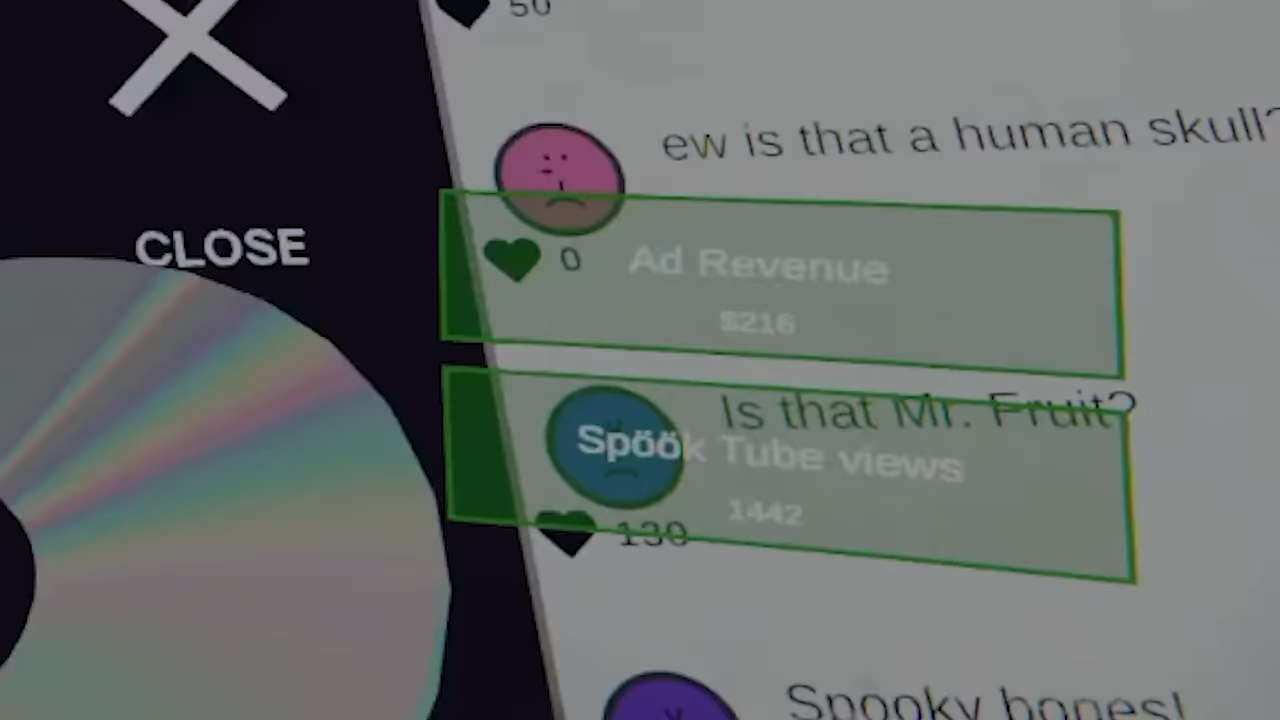 50
ew is that a human skull?
CLOSE
0
Ad Revenue
$216
Is that Mr. Fruit?
Spöök Tube views
1442
130
Spooky bones!